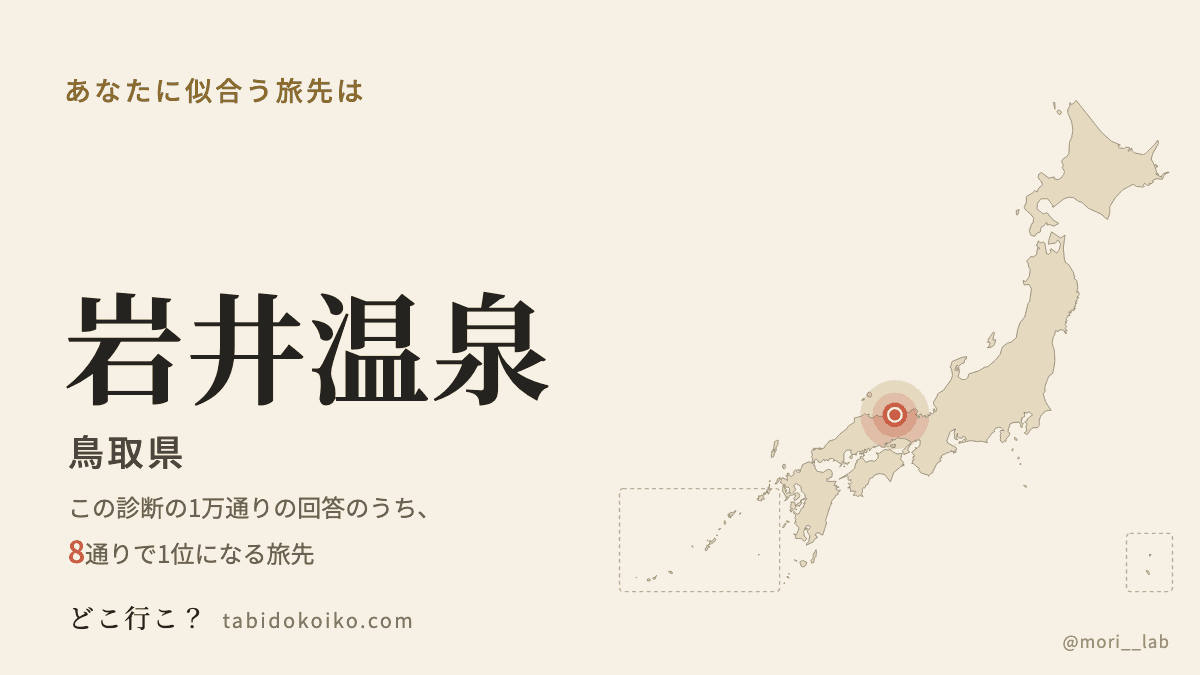 あなたに似合う旅先は
岩井温泉
鳥取県
この診断の1万通りの回答のうち、
8通りで1位になる旅先
どこ行こ？ tabidokoiko.com
@mori__lab